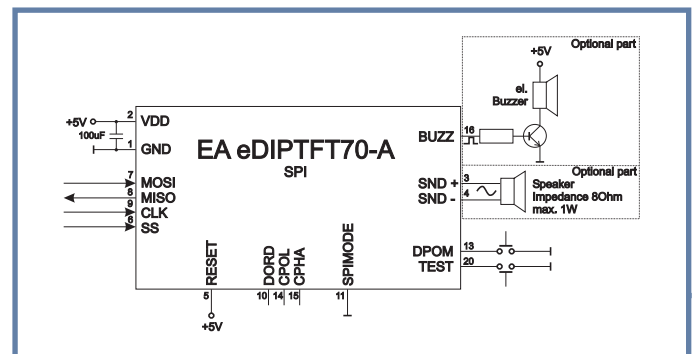 Optional part
+5V
el.
Buzzer
+5V
2
VDD
100uF
1
GND
EA eDIPTFT70-A
SPI
BUZZ
16
Optional part
7
MOSI
8
MISO
9
CLK
6
SS
SND +
3
SND -
4
Speaker
Impedance 8Ohm
max. 1W
DPOM
13
TEST
20
RESET
DORD
CPOL
CPHA
SPIMODE
5
10
14
15
11
+5V